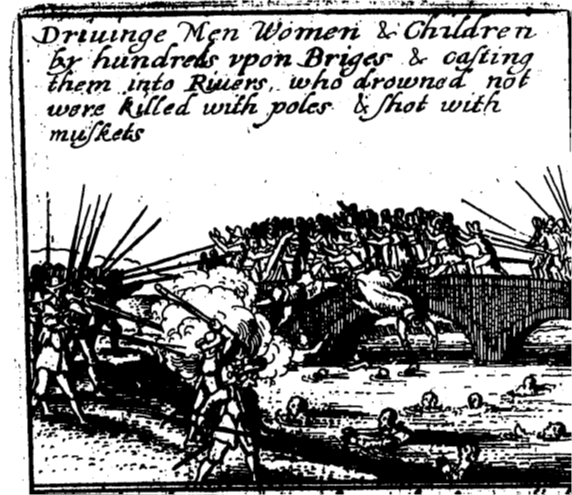 Driuinge Men Women & Children
by hundreds vpon Briges & caſting
them into Riuers, who drowned not
were killed with poles & ſhot with
muſkets